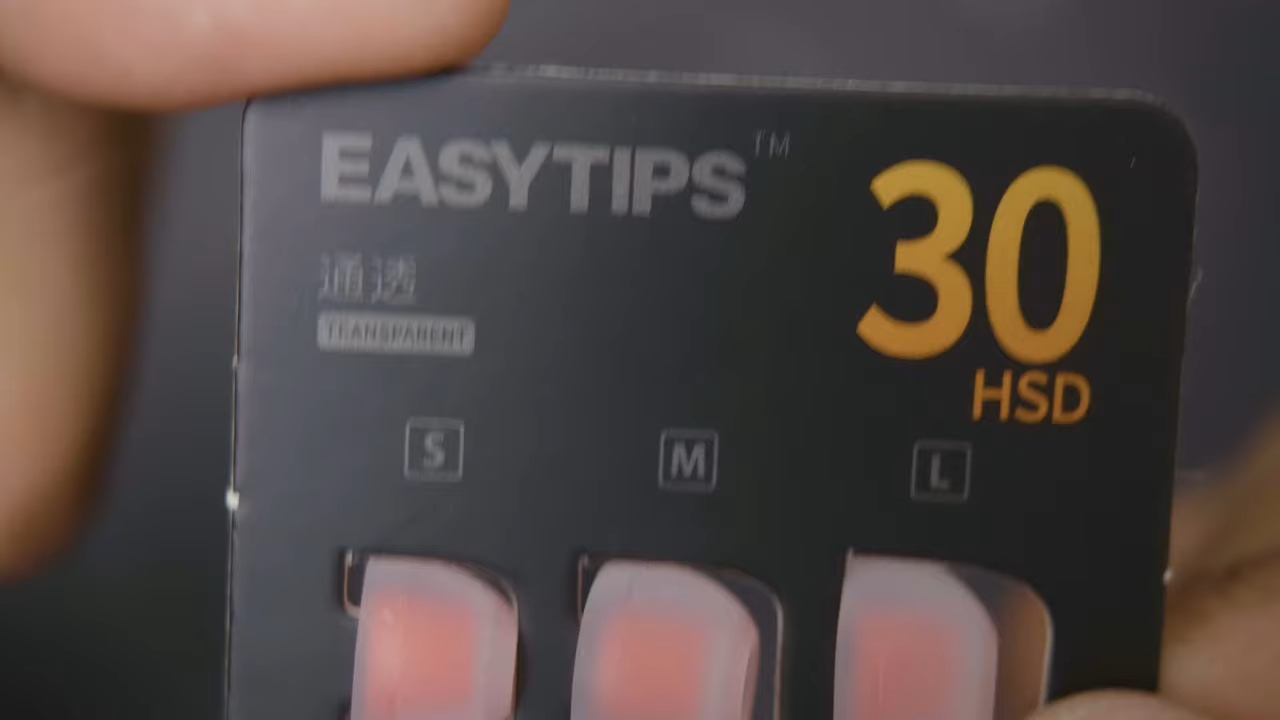 EASYTIPS™
30
HSD
通透
TRANSPARENT
S M L